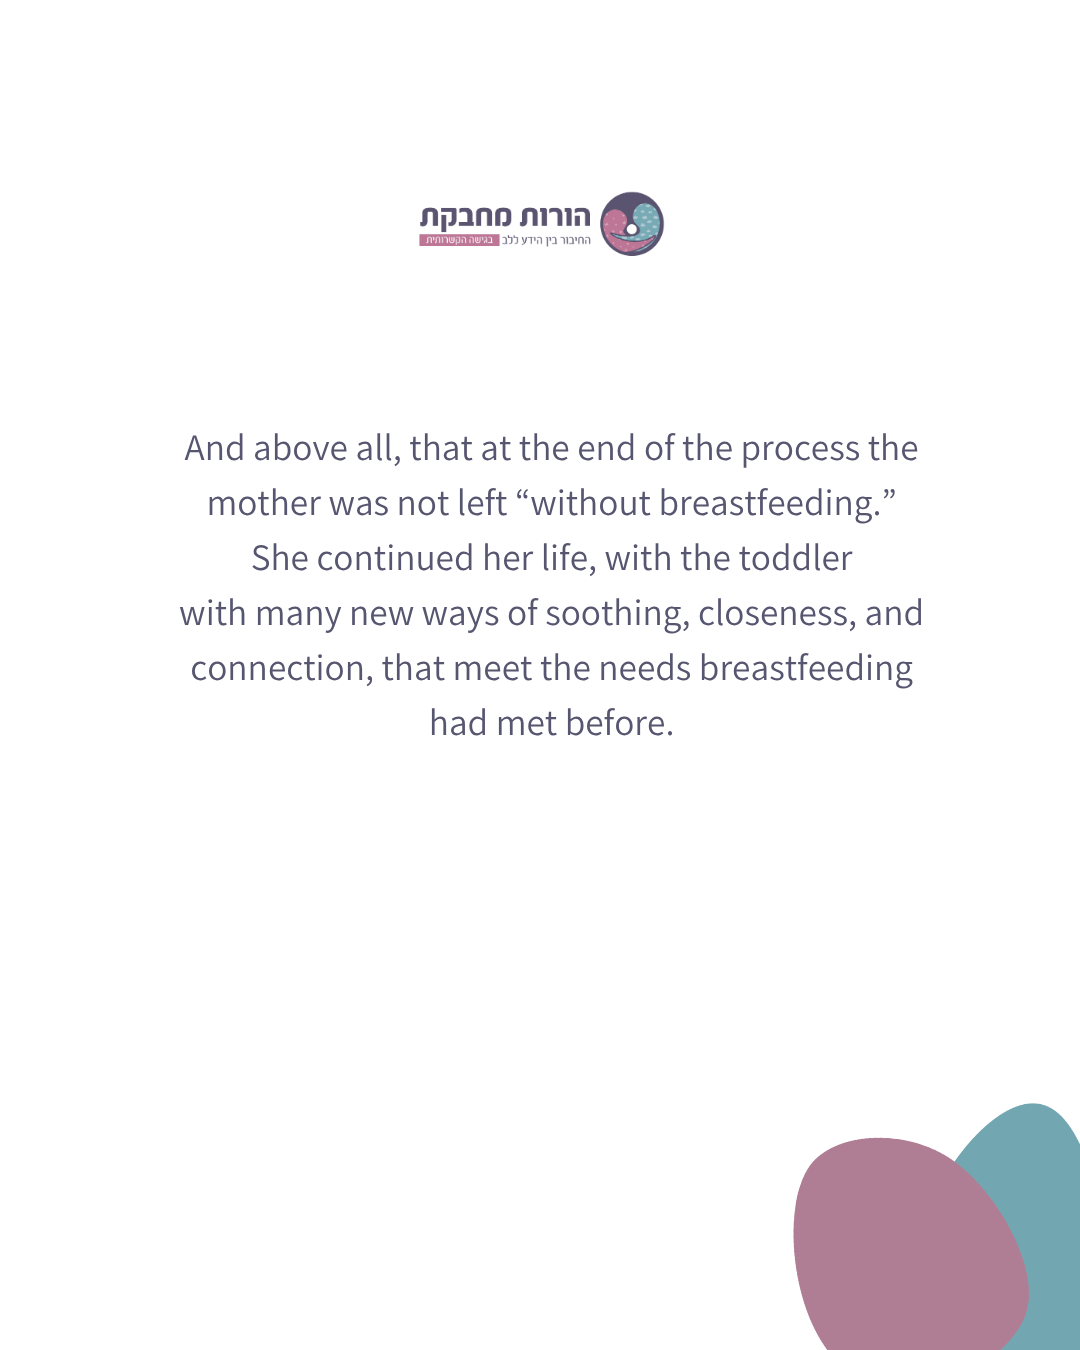 הורות מחבקת
החיבור בין הידע ללב בגישה הקשרותית
And above all, that at the end of the process the
mother was not left “without breastfeeding.”
She continued her life, with the toddler
with many new ways of soothing, closeness, and
connection, that meet the needs breastfeeding
had met before.